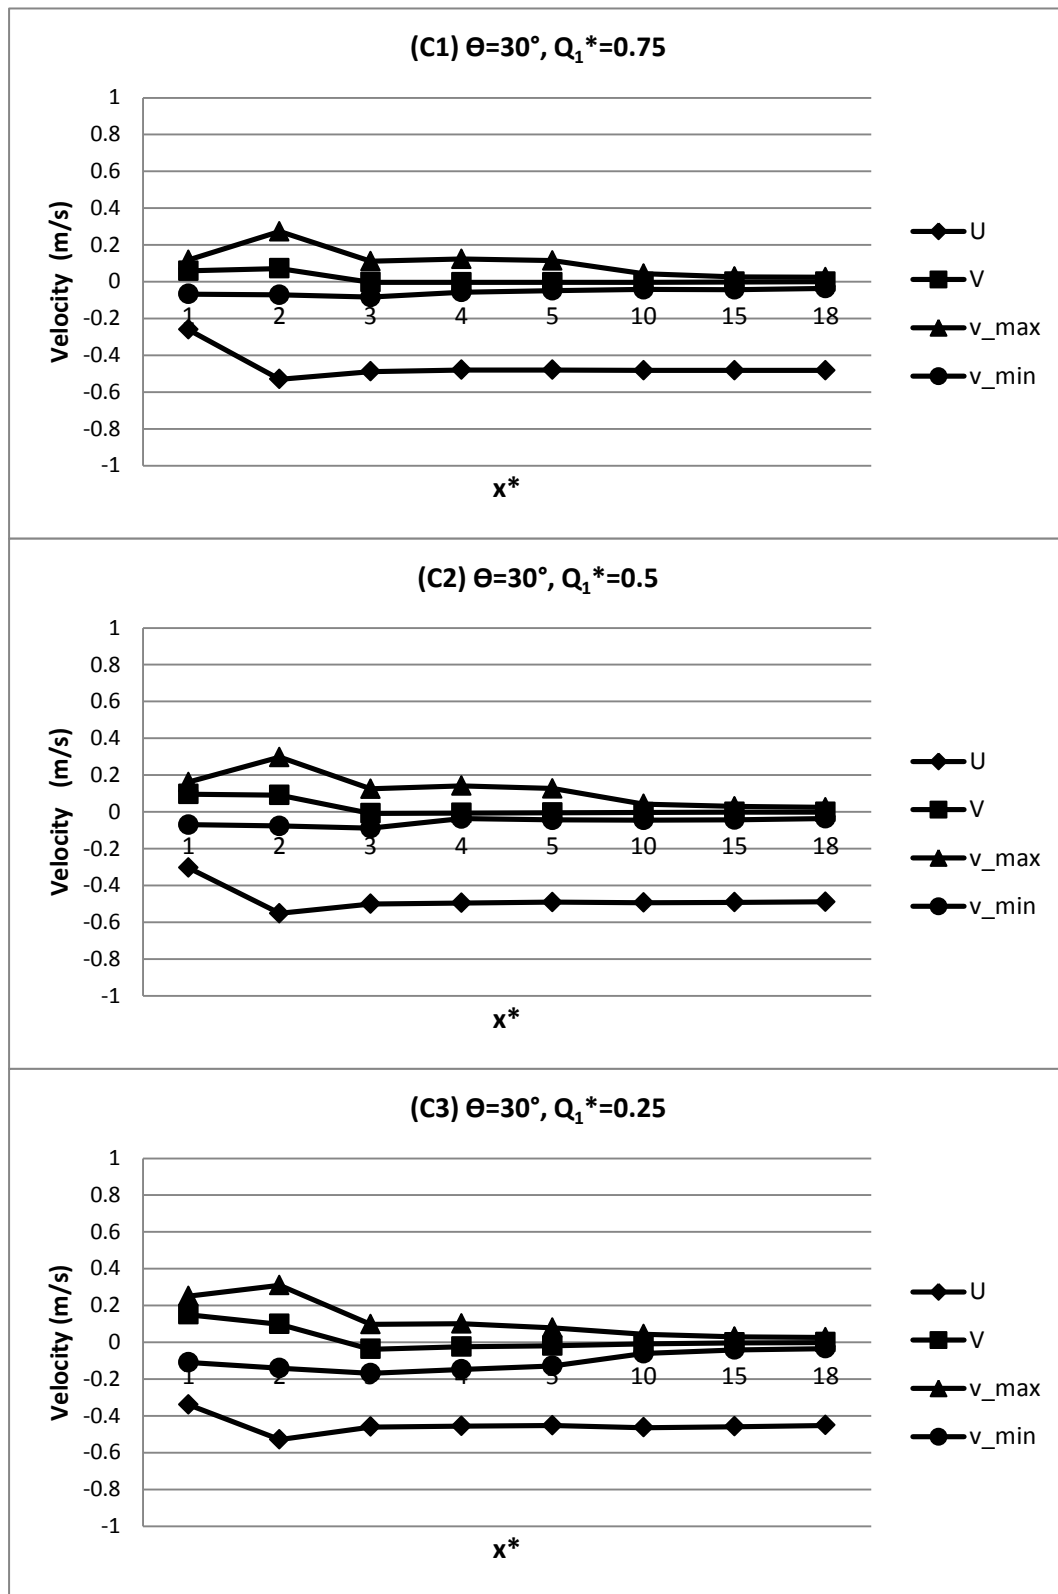 (C1) Ɵ=30°, Q₁*=0.75
1
0.8
0.6
0.4
0.2
0
-0.2
-0.4
-0.6
-0.8
-1
Velocity (m/s)
1 2 3 4 5 10 15 18
x*
U
V
v_max
v_min
(C2) Ɵ=30°, Q₁*=0.5
1
0.8
0.6
0.4
0.2
0
-0.2
-0.4
-0.6
-0.8
-1
Velocity (m/s)
1 2 3 4 5 10 15 18
x*
U
V
v_max
v_min
(C3) Ɵ=30°, Q₁*=0.25
1
0.8
0.6
0.4
0.2
0
-0.2
-0.4
-0.6
-0.8
-1
Velocity (m/s)
1 2 3 4 5 10 15 18
x*
U
V
v_max
v_min